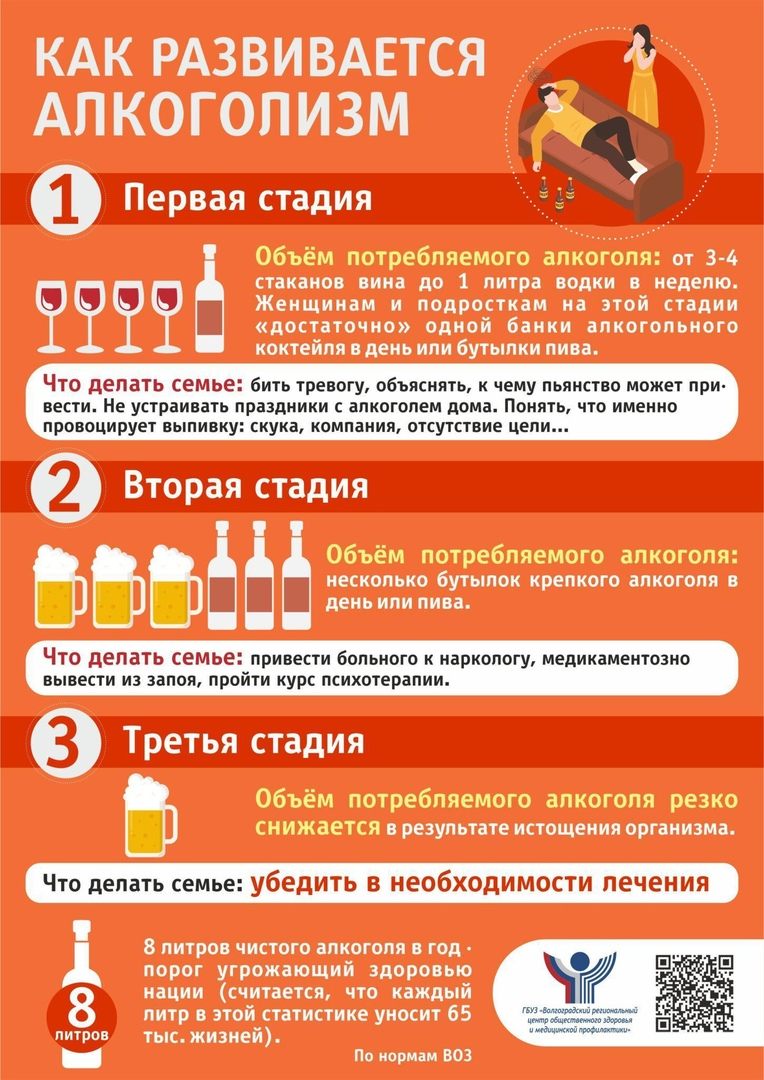 КАК РАЗВИВАЕТСЯ
АЛКОГОЛИЗМ
1 Первая стадия
Объём потребляемого алкоголя: от 3-4
стаканов вина до 1 литра водки в неделю.
Женщинам и подросткам на этой стадии
«достаточно» одной банки алкогольного
коктейля в день или бутылки пива.
Что делать семье: бить тревогу, объяснять, к чему пьянство может при-
вести. Не устраивать праздники с алкоголем дома. Понять, что именно
провоцирует выпивку: скука, компания, отсутствие цели...
2 Вторая стадия
Объём потребляемого алкоголя:
несколько бутылок крепкого алкоголя в
день или пива.
Что делать семье: привести больного к наркологу, медикаментозно
вывести из запоя, пройти курс психотерапии.
3 Третья стадия
Объём потребляемого алкоголя резко
снижается в результате истощения организма.
Что делать семье: убедить в необходимости лечения
8
литров
8 литров чистого алкоголя в год -
порог угрожающий здоровью
нации (считается, что каждый
литр в этой статистике уносит 65
тыс. жизней).
По нормам ВОЗ
ГБУЗ «Волгоградский региональный
центр общественного здоровья
и медицинской профилактики»